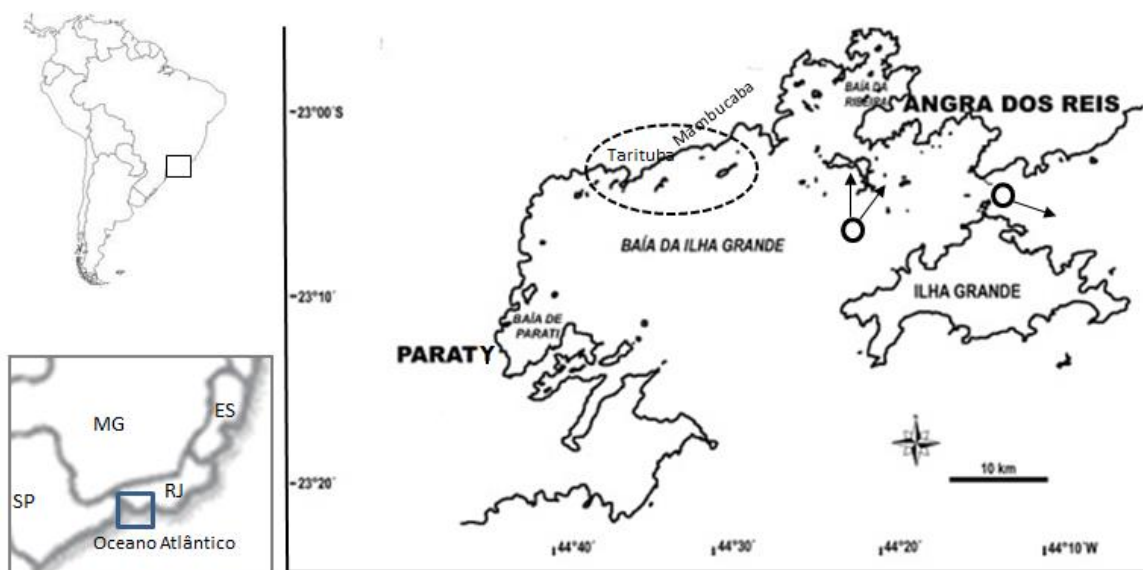 MG
ES
SP
RJ
Oceano Atlântico
23°00´S
23°10´
23°20´
44°40´
44°30´
44°20´
44°10´W
BAÍA DA
RIBEIRA
ANGRA DOS REIS
Mambucaba
Tarituba
BAÍA DA ILHA GRANDE
ILHA GRANDE
BAÍA DE
PARATI
PARATY
10 km